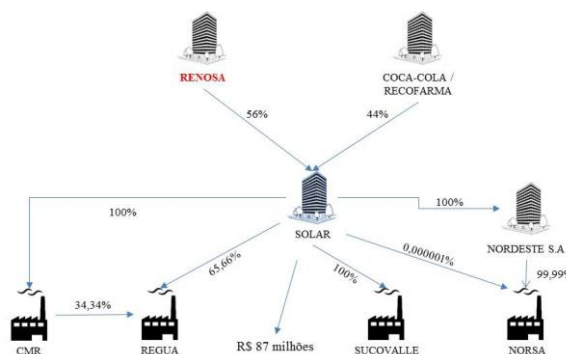 RENOSA
COCA-COLA /
RECOFARMA
56%
44%
100%
100%
SOLAR
NORDESTE S.A
0,000001%
65,66%
100%
99,99%
34,34%
CMR
REGUA
R$ 87 milhões
SUCOVALLE
NORSA